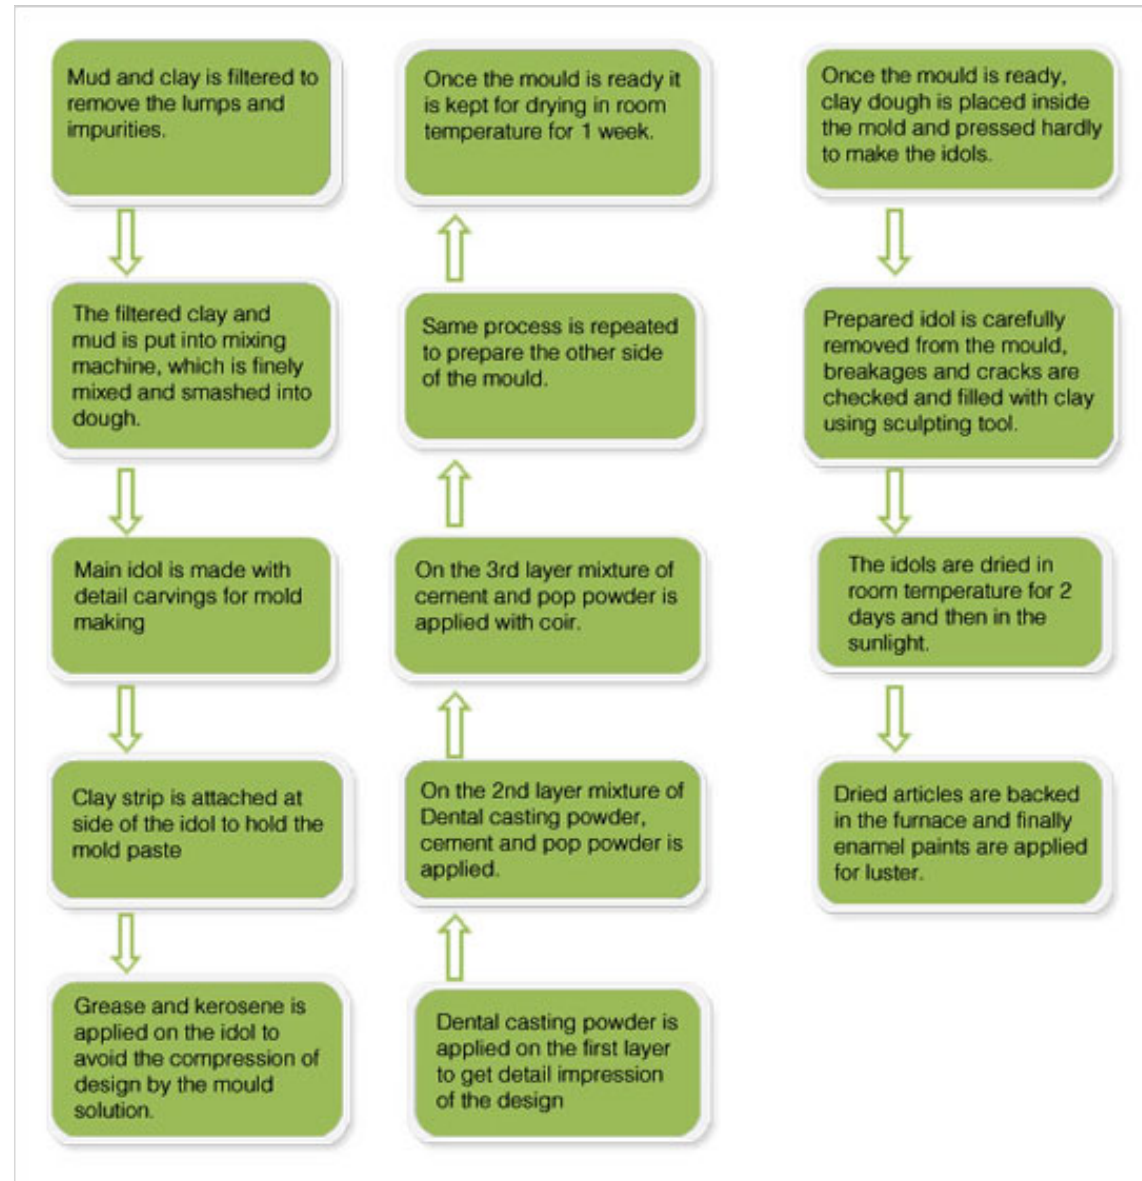 Mud and clay is filtered to
remove the lumps and
impurities.
The filtered clay and
mud is put into mixing
machine, which is finely
mixed and smashed into
dough.
Main idol is made with
detail carvings for mold
making
Clay strip is attached at
side of the idol to hold the
mold paste
Grease and kerosene is
applied on the idol to
avoid the compression of
design by the mould
solution.
Dental casting powder is
applied on the first layer
to get detail impression
of the design
On the 2nd layer mixture of
Dental casting powder,
cement and pop powder is
applied.
On the 3rd layer mixture of
cement and pop powder is
applied with coir.
Same process is repeated
to prepare the other side
of the mould.
Once the mould is ready it
is kept for drying in room
temperature for 1 week.
Once the mould is ready,
clay dough is placed inside
the mold and pressed hardly
to make the idols.
Prepared idol is carefully
removed from the mould,
breakages and cracks are
checked and filled with clay
using sculpting tool.
The idols are dried in
room temperature for 2
days and then in the
sunlight.
Dried articles are backed
in the furnace and finally
enamel paints are applied
for luster.